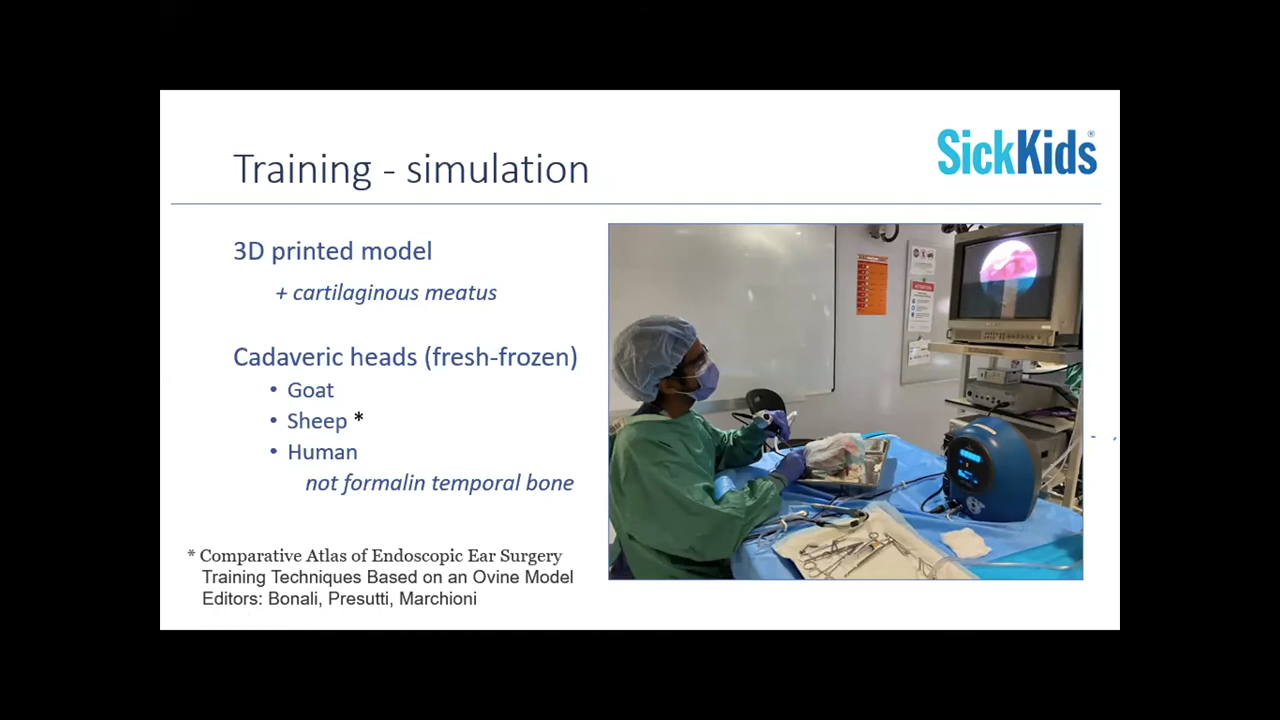 Training - simulation
SickKids®
3D printed model
+ cartilaginous meatus
Cadaveric heads (fresh-frozen)
• Goat
• Sheep *
• Human
not formalin temporal bone
* Comparative Atlas of Endoscopic Ear Surgery
Training Techniques Based on an Ovine Model
Editors: Bonali, Presutti, Marchioni